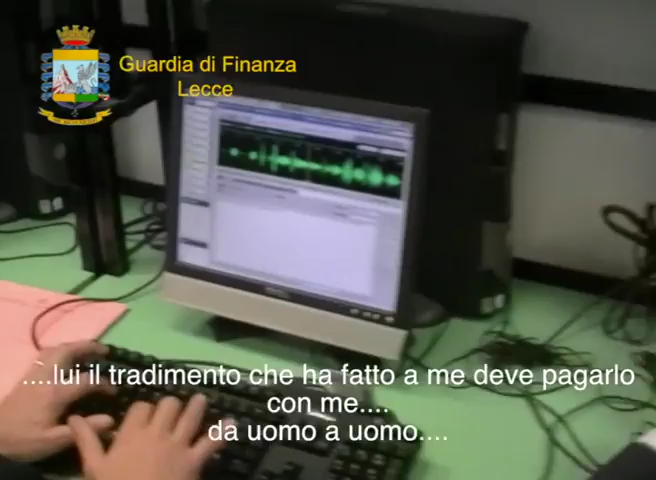 Guardia di Finanza
Lecce
....lui il tradimento che ha fatto a me deve pagarlo
con me....
da uomo a uomo....